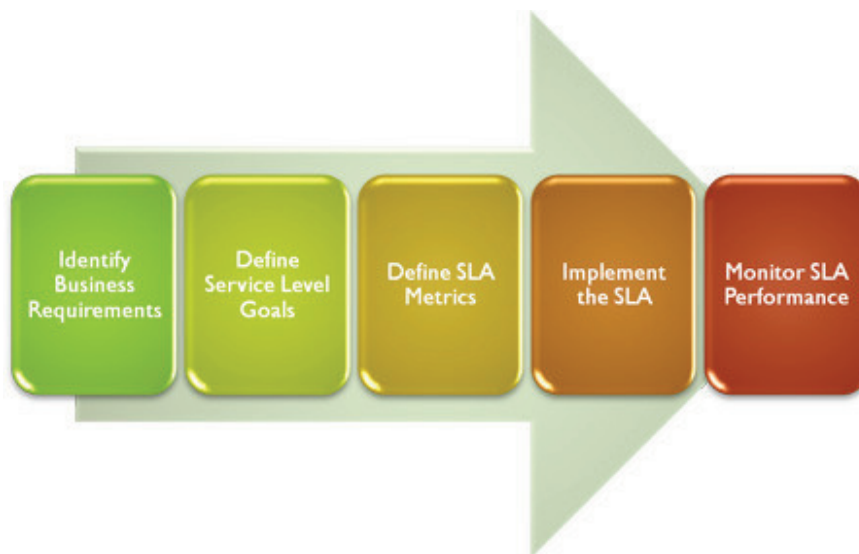 Identify
Business
Requirements
Define
Service Level
Goals
Define SLA
Metrics
Implement
the SLA
Monitor SLA
Performance